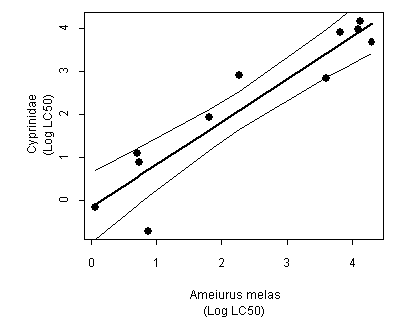 Cyprinidae
(Log LC50)
4
3
2
1
0
0 1 2 3 4
Ameiurus melas
(Log LC50)